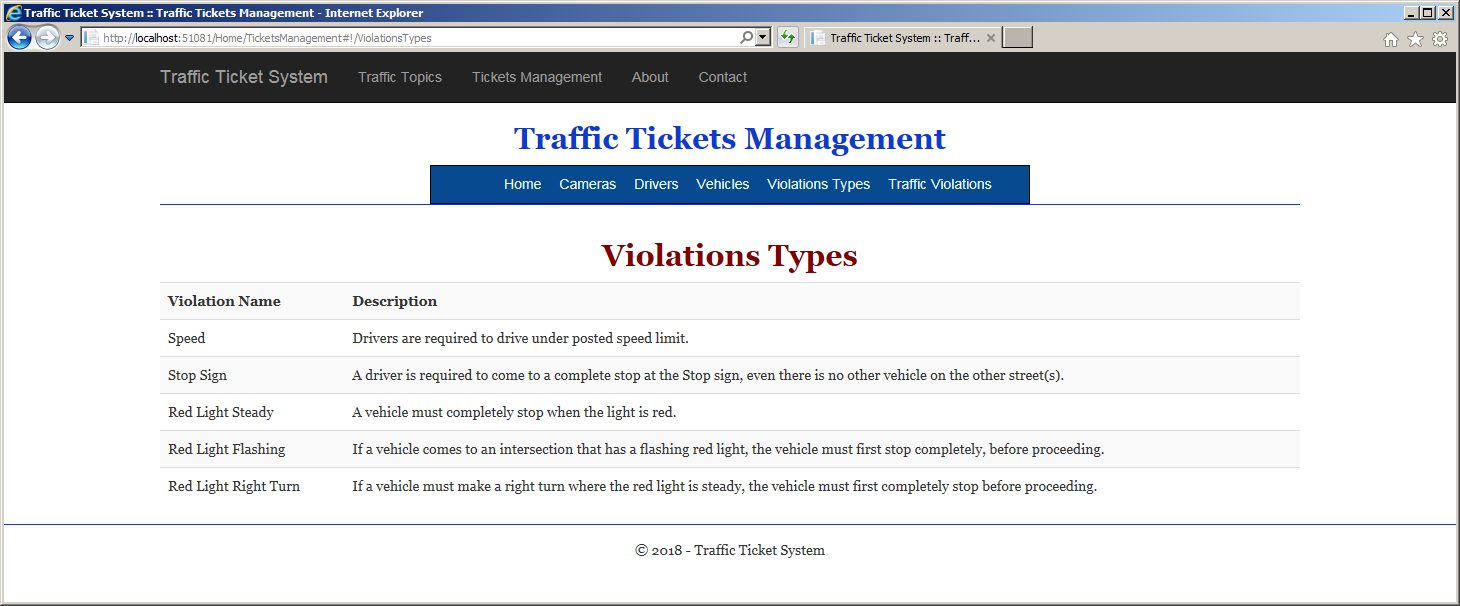 Traffic Ticket System :: Traffic Tickets Management - Internet Explorer
http://localhost:51081/Home/TicketsManagement#!/ViolationsTypes
Traffic Ticket System :: Traff...
Traffic Ticket System Traffic Topics Tickets Management About Contact
Traffic Tickets Management
Home Cameras Drivers Vehicles Violations Types Traffic Violations
Violations Types
Violation Name Description
Speed Drivers are required to drive under posted speed limit.
Stop Sign A driver is required to come to a complete stop at the Stop sign, even there is no other vehicle on the other street(s).
Red Light Steady A vehicle must completely stop when the light is red.
Red Light Flashing If a vehicle comes to an intersection that has a flashing red light, the vehicle must first stop completely, before proceeding.
Red Light Right Turn If a vehicle must make a right turn where the red light is steady, the vehicle must first completely stop before proceeding.
© 2018 - Traffic Ticket System